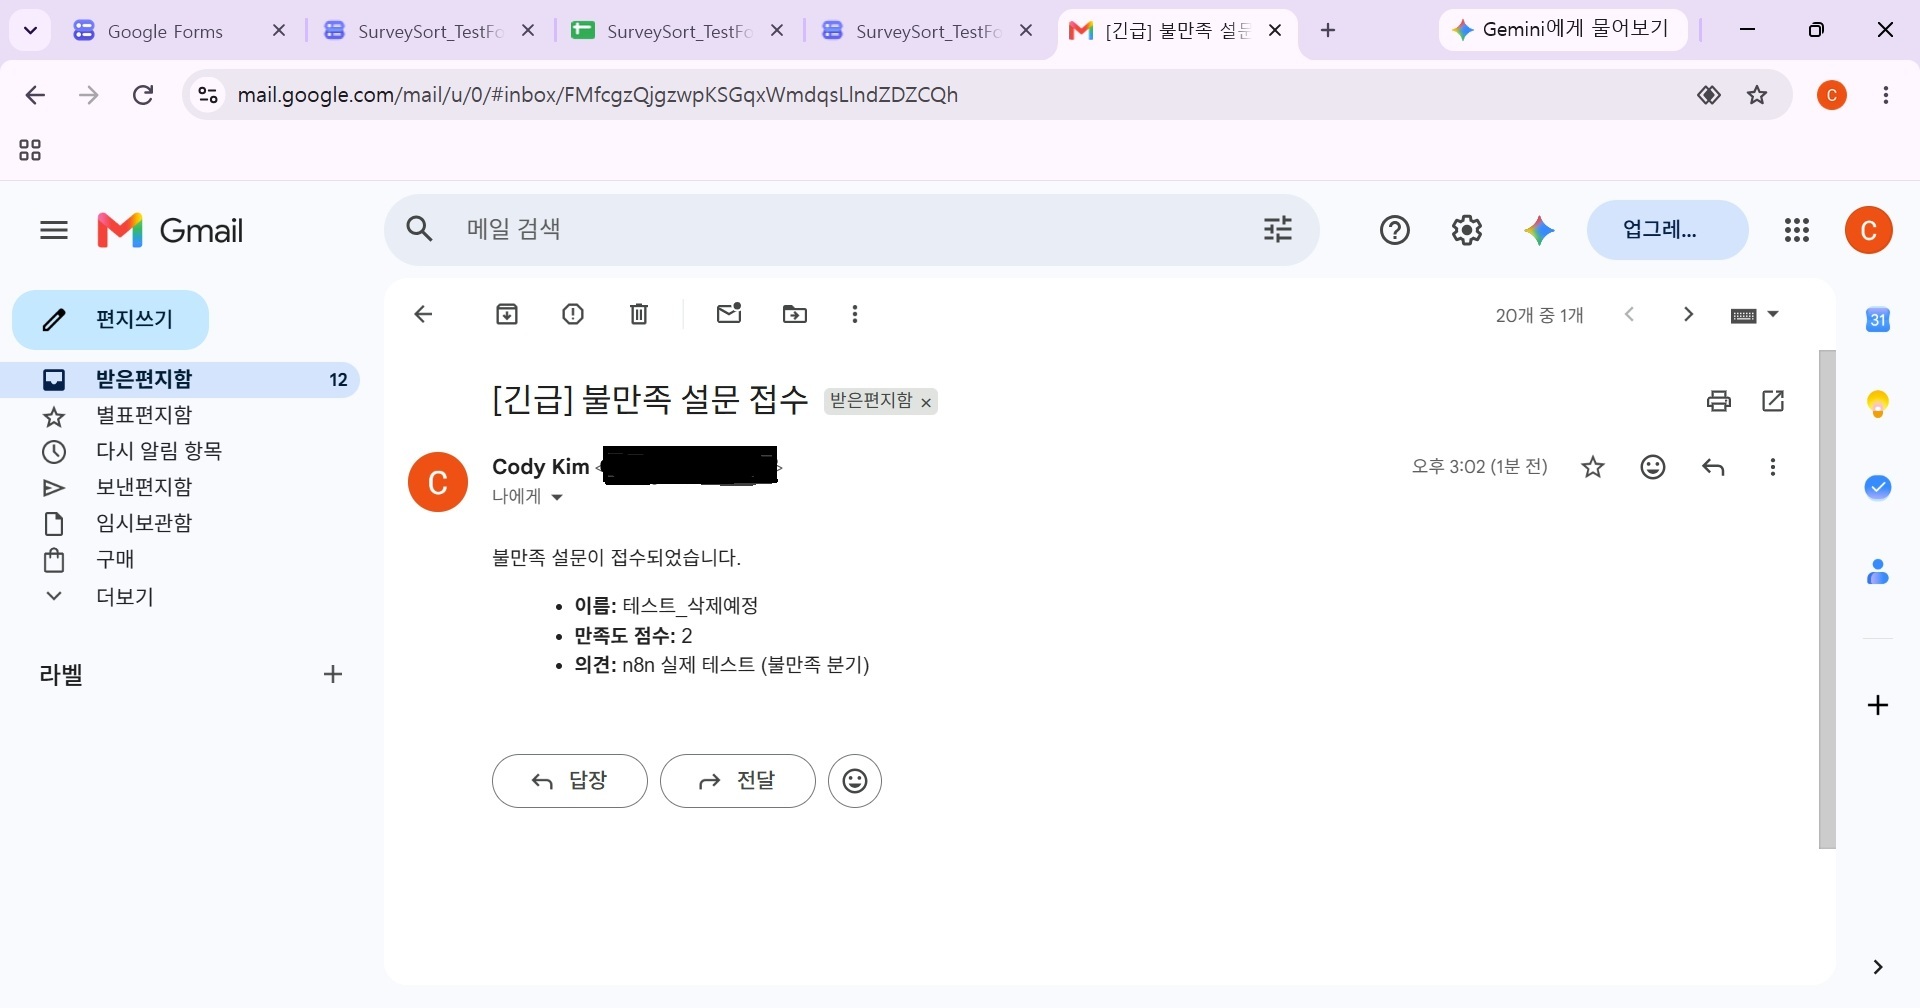 Google Forms
SurveySort_TestFo
SurveySort_TestFo
SurveySort_TestFo
[긴급] 불만족 설문
Gemini에게 물어보기
mail.google.com/mail/u/0/#inbox/FMfcgzQjgzwpKSGqxWmdqsLlndZDZCQh
C
Gmail
메일 검색
업그레...
C
편지쓰기
20개 중 1개
31
받은편지함 12
별표편지함
다시 알림 항목
보낸편지함
임시보관함
구매
더보기
라벨
[긴급] 불만족 설문 접수 받은편지함 ×
C
Cody Kim < >
오후 3:02 (1분 전)
나에게
불만족 설문이 접수되었습니다.
• 이름: 테스트_삭제예정
• 만족도 점수: 2
• 의견: n8n 실제 테스트 (불만족 분기)
답장
전달